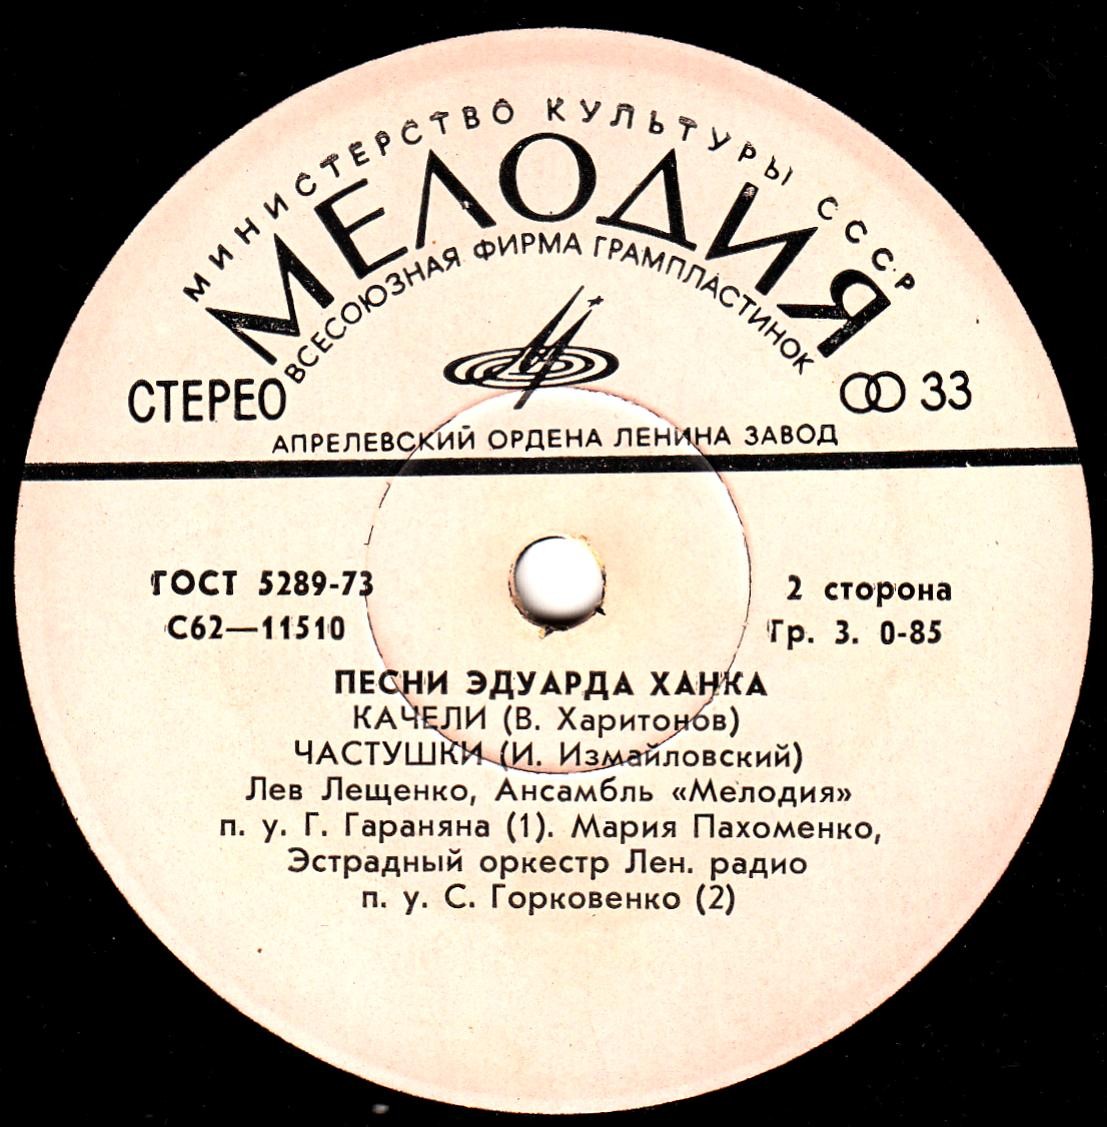 МИНИСТЕРСТВО КУЛЬТУРЫ СССР
МЕЛОДИЯ
ВСЕСОЮЗНАЯ ФИРМА ГРАМПЛАСТИНОК
СТЕРЕО
33
АПРЕЛЕВСКИЙ ОРДЕНА ЛЕНИНА ЗАВОД
ГОСТ 5289-73
2 сторона
С62—11510
Гр. 3. 0-85
ПЕСНИ ЭДУАРДА ХАНКА
КАЧЕЛИ (В. Харитонов)
ЧАСТУШКИ (И. Измайловский)
Лев Лещенко, Ансамбль «Мелодия»
п. у. Г. Гараняна (1). Мария Пахоменко,
Эстрадный оркестр Лен. радио
п. у. С. Горковенко (2)